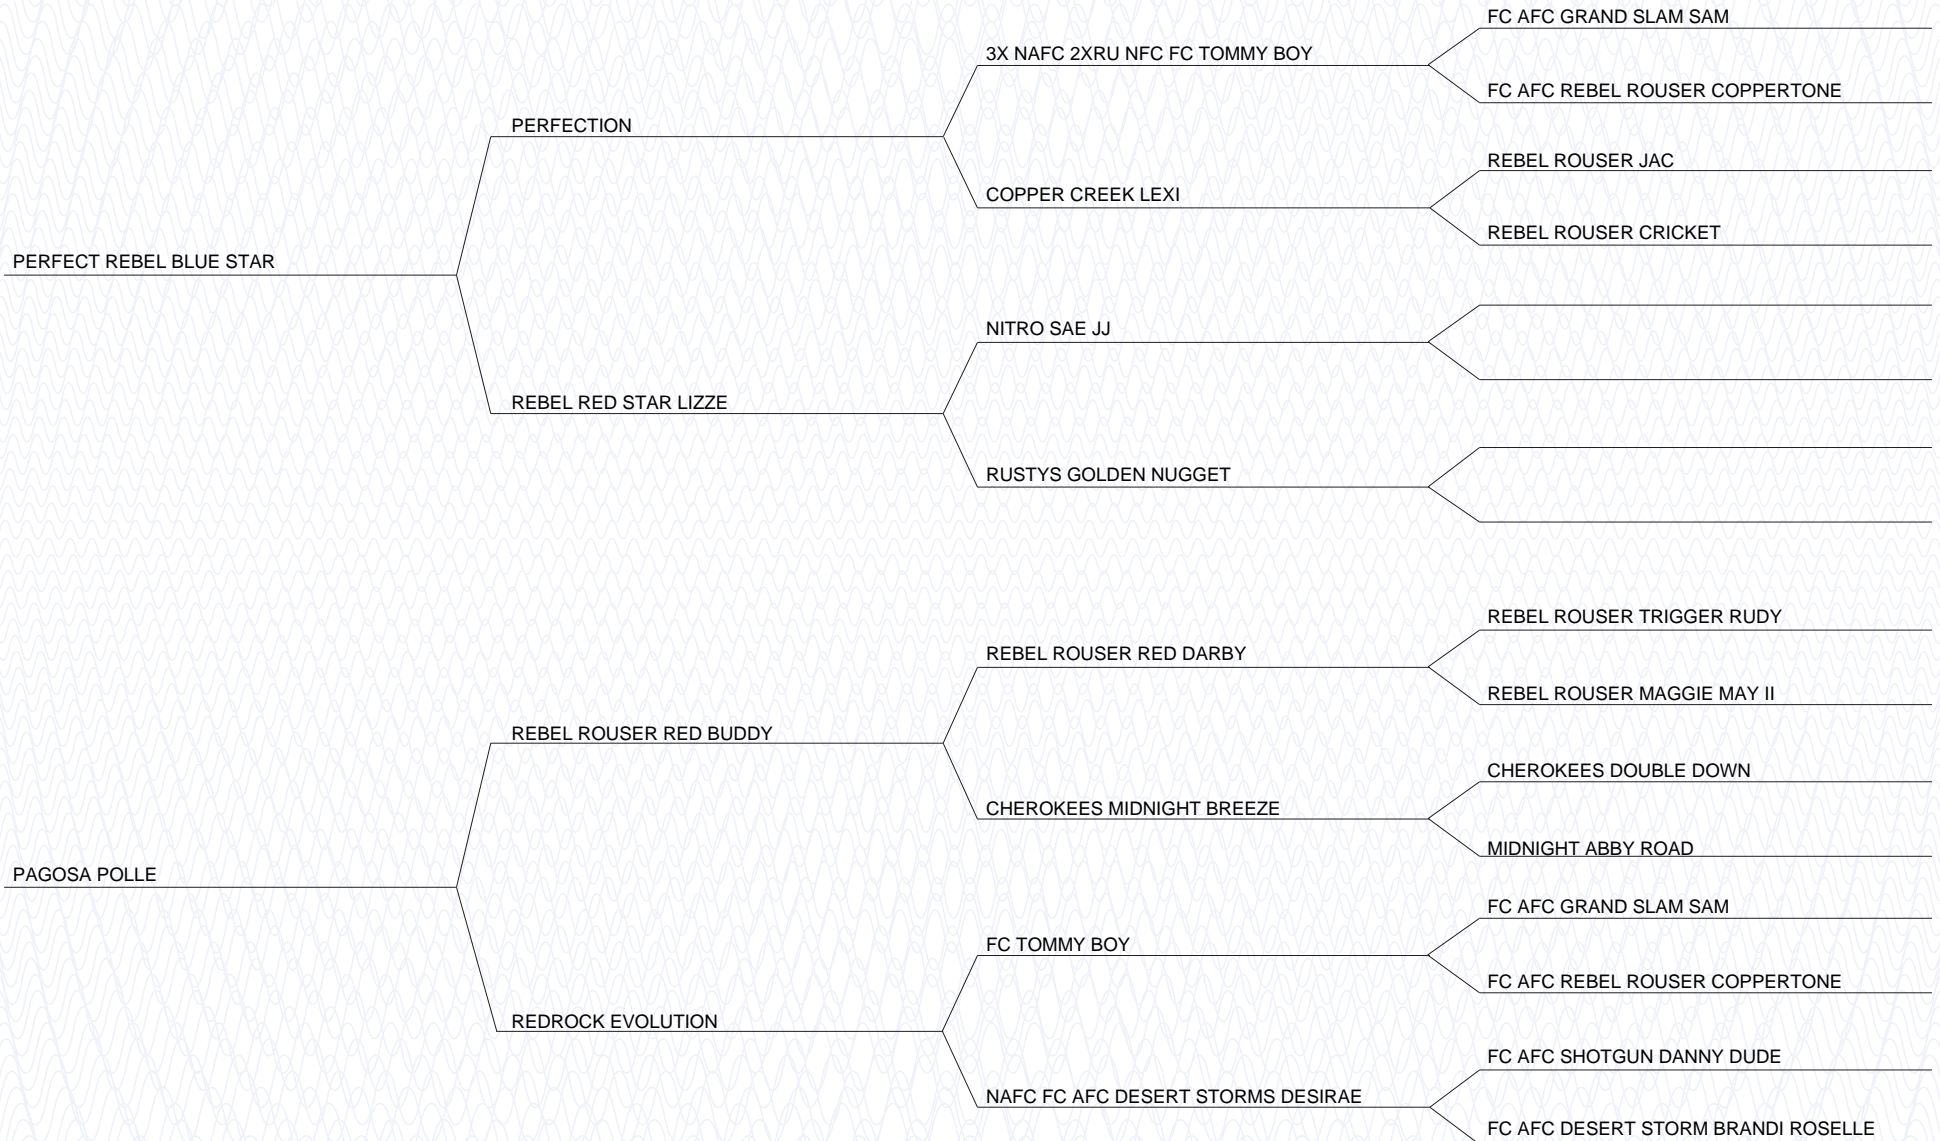 FC AFC GRAND SLAM SAM
3X NAFC 2XRU NFC FC TOMMY BOY
FC AFC REBEL ROUSER COPPERTONE
PERFECTION
REBEL ROUSER JAC
COPPER CREEK LEXI
REBEL ROUSER CRICKET
PERFECT REBEL BLUE STAR
NITRO SAE JJ
REBEL RED STAR LIZZE
RUSTYS GOLDEN NUGGET
REBEL ROUSER TRIGGER RUDY
REBEL ROUSER RED DARBY
REBEL ROUSER MAGGIE MAY II
REBEL ROUSER RED BUDDY
CHEROKEES DOUBLE DOWN
CHEROKEES MIDNIGHT BREEZE
MIDNIGHT ABBY ROAD
PAGOSA POLLE
FC AFC GRAND SLAM SAM
FC TOMMY BOY
FC AFC REBEL ROUSER COPPERTONE
REDROCK EVOLUTION
FC AFC SHOTGUN DANNY DUDE
NAFC FC AFC DESERT STORMS DESIRAE
FC AFC DESERT STORM BRANDI ROSELLE